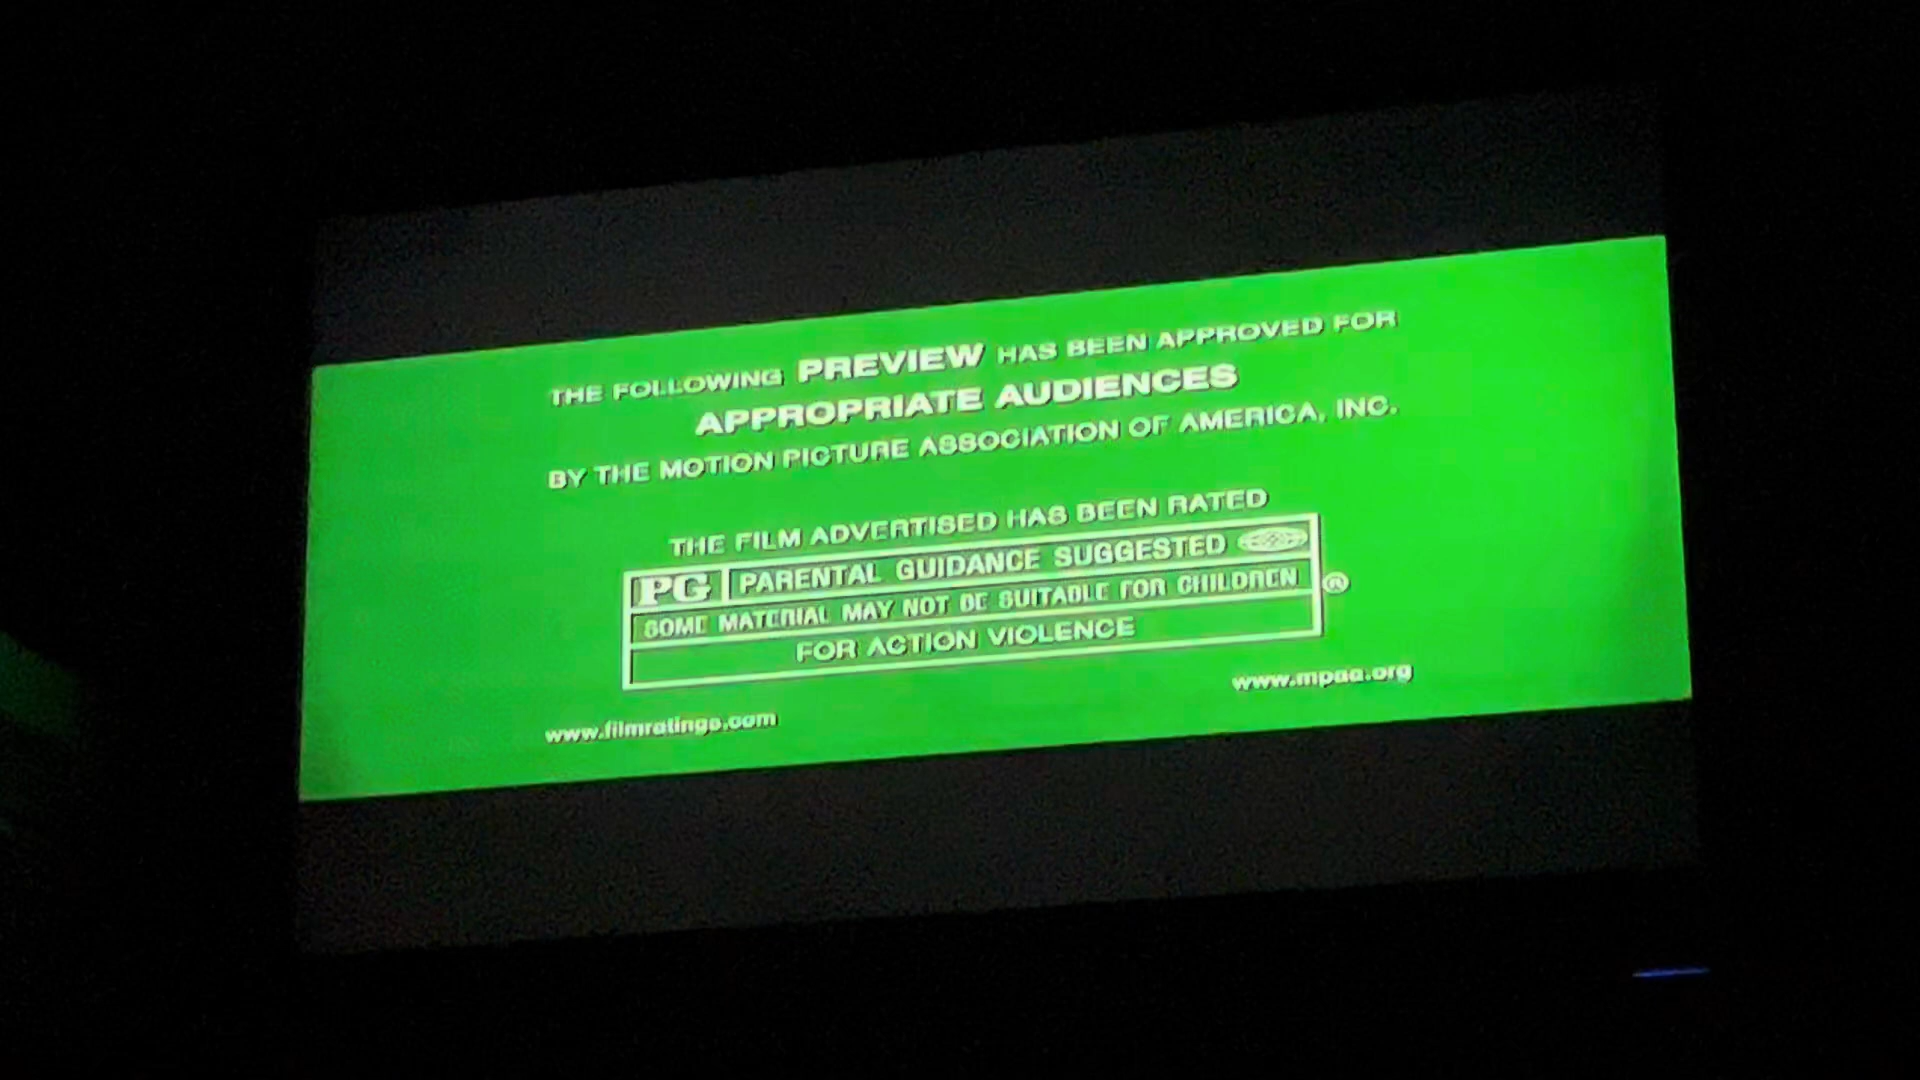 THE FOLLOWING PREVIEW HAS BEEN APPROVED FOR
APPROPRIATE AUDIENCES
BY THE MOTION PICTURE ASSOCIATION OF AMERICA, INC.
THE FILM ADVERTISED HAS BEEN RATED
PG PARENTAL GUIDANCE SUGGESTED
SOME MATERIAL MAY NOT BE SUITABLE FOR CHILDREN ®
FOR ACTION VIOLENCE
www.filmratings.com www.mpaa.org